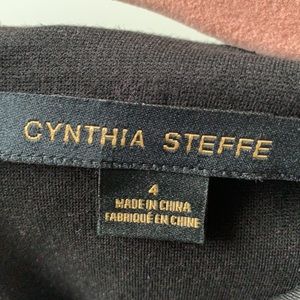 CYNTHIA STEFFE
4
MADE IN CHINA
FABRIQUÉ EN CHINE